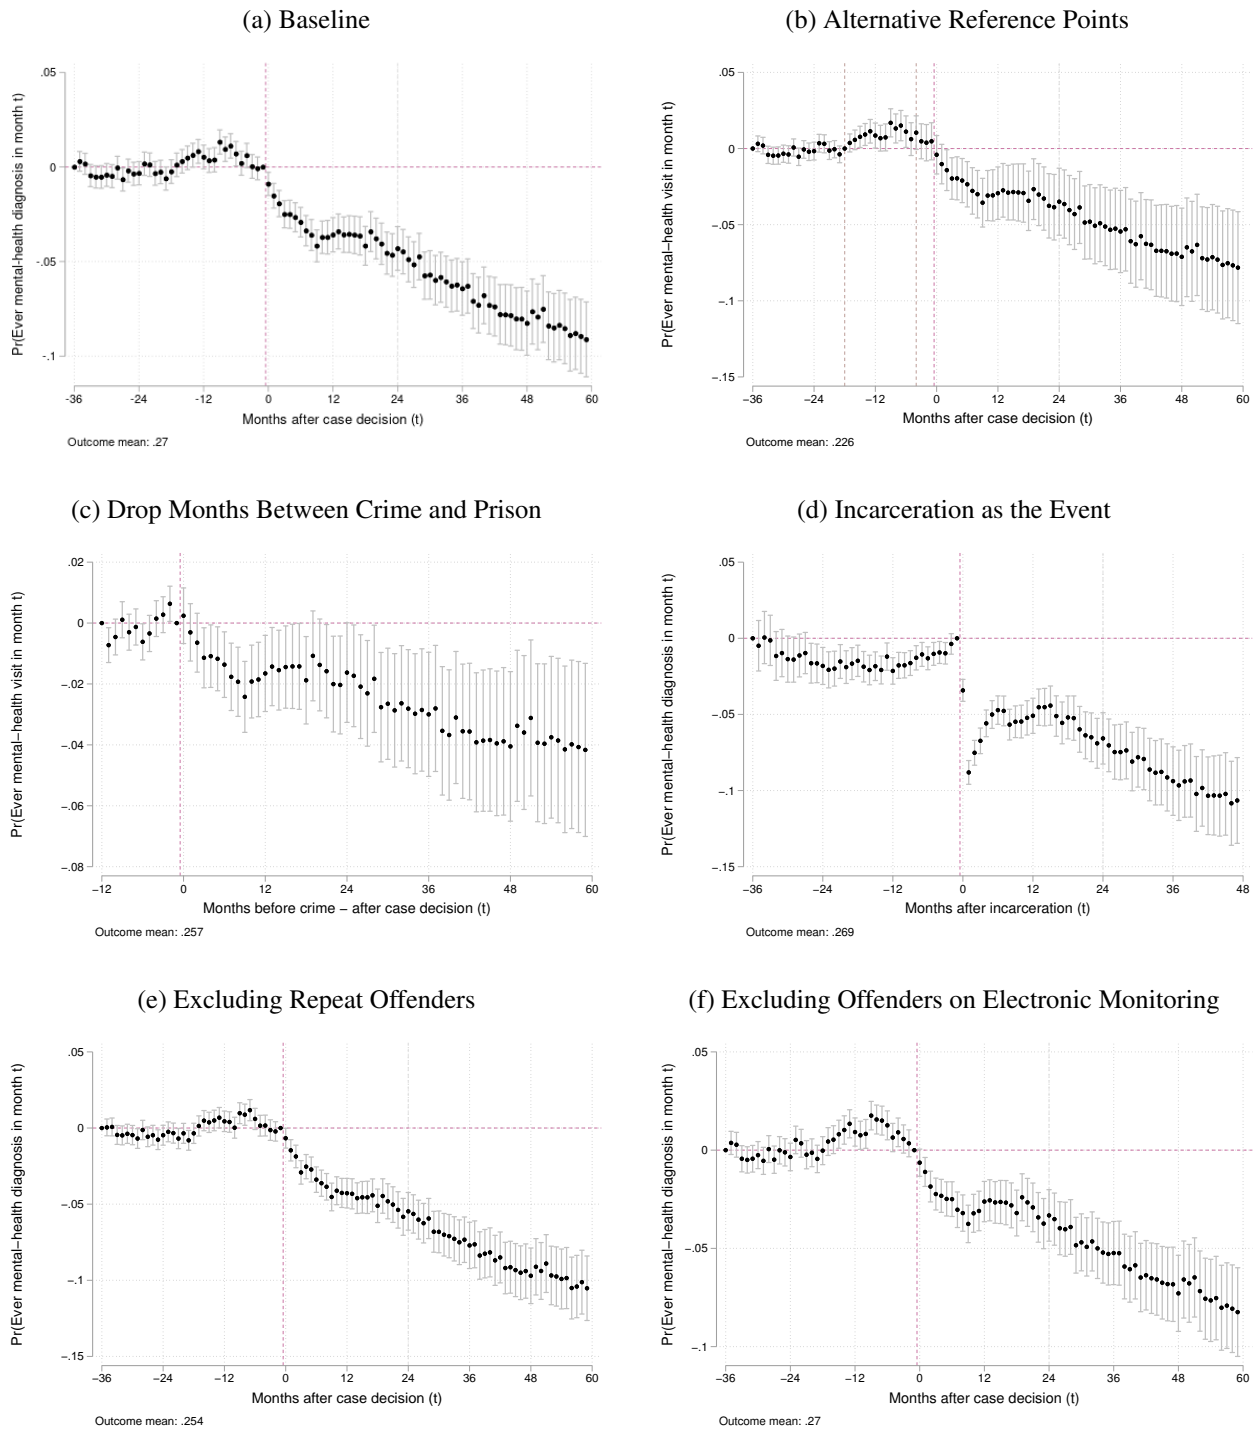 (a) Baseline
Pr(Ever mental-health diagnosis in month t)
.05
0
-.05
-.1
-36 -24 -12 0 12 24 36 48 60
Months after case decision (t)
Outcome mean: .27
(b) Alternative Reference Points
Pr(Ever mental−health visit in month t)
.05
0
−.05
−.1
−.15
−36 −24 −12 0 12 24 36 48 60
Months after case decision (t)
Outcome mean: .226
(c) Drop Months Between Crime and Prison
Pr(Ever mental−health visit in month t)
.02
0
−.02
−.04
−.06
−.08
−12 0 12 24 36 48 60
Months before crime − after case decision (t)
Outcome mean: .257
(d) Incarceration as the Event
Pr(Ever mental−health diagnosis in month t)
.05
0
−.05
−.1
−.15
−36 −24 −12 0 12 24 36 48
Months after incarceration (t)
Outcome mean: .269
(e) Excluding Repeat Offenders
Pr(Ever mental−health diagnosis in month t)
.05
0
−.05
−.1
−.15
−36 −24 −12 0 12 24 36 48 60
Months after case decision (t)
Outcome mean: .254
(f) Excluding Offenders on Electronic Monitoring
Pr(Ever mental−health diagnosis in month t)
.05
0
−.05
−.1
−36 −24 −12 0 12 24 36 48 60
Months after case decision (t)
Outcome mean: .27